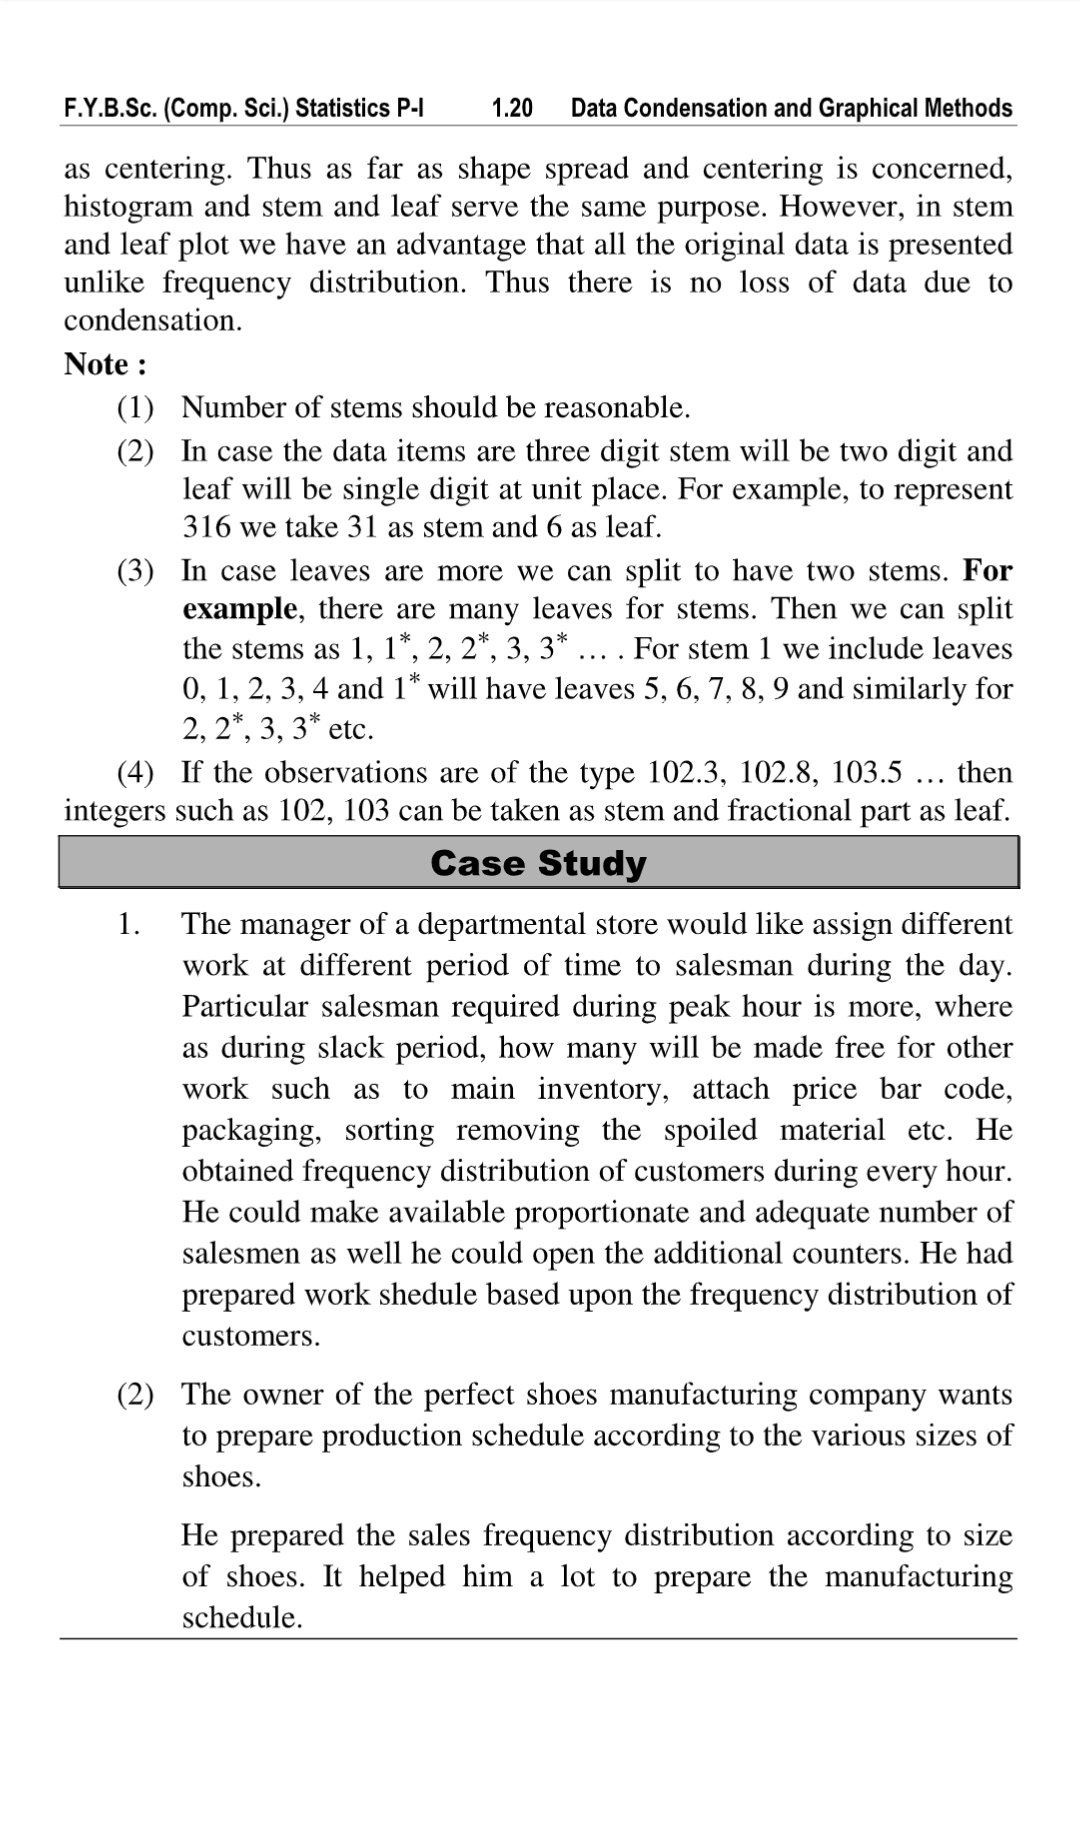 F.Y.B.Sc. (Comp. Sci.) Statistics P-I 1.20 Data Condensation and Graphical Methods
as centering. Thus as far as shape spread and centering is concerned,
histogram and stem and leaf serve the same purpose. However, in stem
and leaf plot we have an advantage that all the original data is presented
unlike frequency distribution. Thus there is no loss of data due to
condensation.
Note :
(1) Number of stems should be reasonable.
(2) In case the data items are three digit stem will be two digit and
leaf will be single digit at unit place. For example, to represent
316 we take 31 as stem and 6 as leaf.
(3) In case leaves are more we can split to have two stems. For
example, there are many leaves for stems. Then we can split
the stems as 1, 1*, 2, 2*, 3, 3* ... . For stem 1 we include leaves
0, 1, 2, 3, 4 and 1* will have leaves 5, 6, 7, 8, 9 and similarly for
2, 2*, 3, 3* etc.
(4) If the observations are of the type 102.3, 102.8, 103.5 ... then
integers such as 102, 103 can be taken as stem and fractional part as leaf.
Case Study
1. The manager of a departmental store would like assign different
work at different period of time to salesman during the day.
Particular salesman required during peak hour is more, where
as during slack period, how many will be made free for other
work such as to main inventory, attach price bar code,
packaging, sorting removing the spoiled material etc. He
obtained frequency distribution of customers during every hour.
He could make available proportionate and adequate number of
salesmen as well he could open the additional counters. He had
prepared work shedule based upon the frequency distribution of
customers.
(2) The owner of the perfect shoes manufacturing company wants
to prepare production schedule according to the various sizes of
shoes.
He prepared the sales frequency distribution according to size
of shoes. It helped him a lot to prepare the manufacturing
schedule.